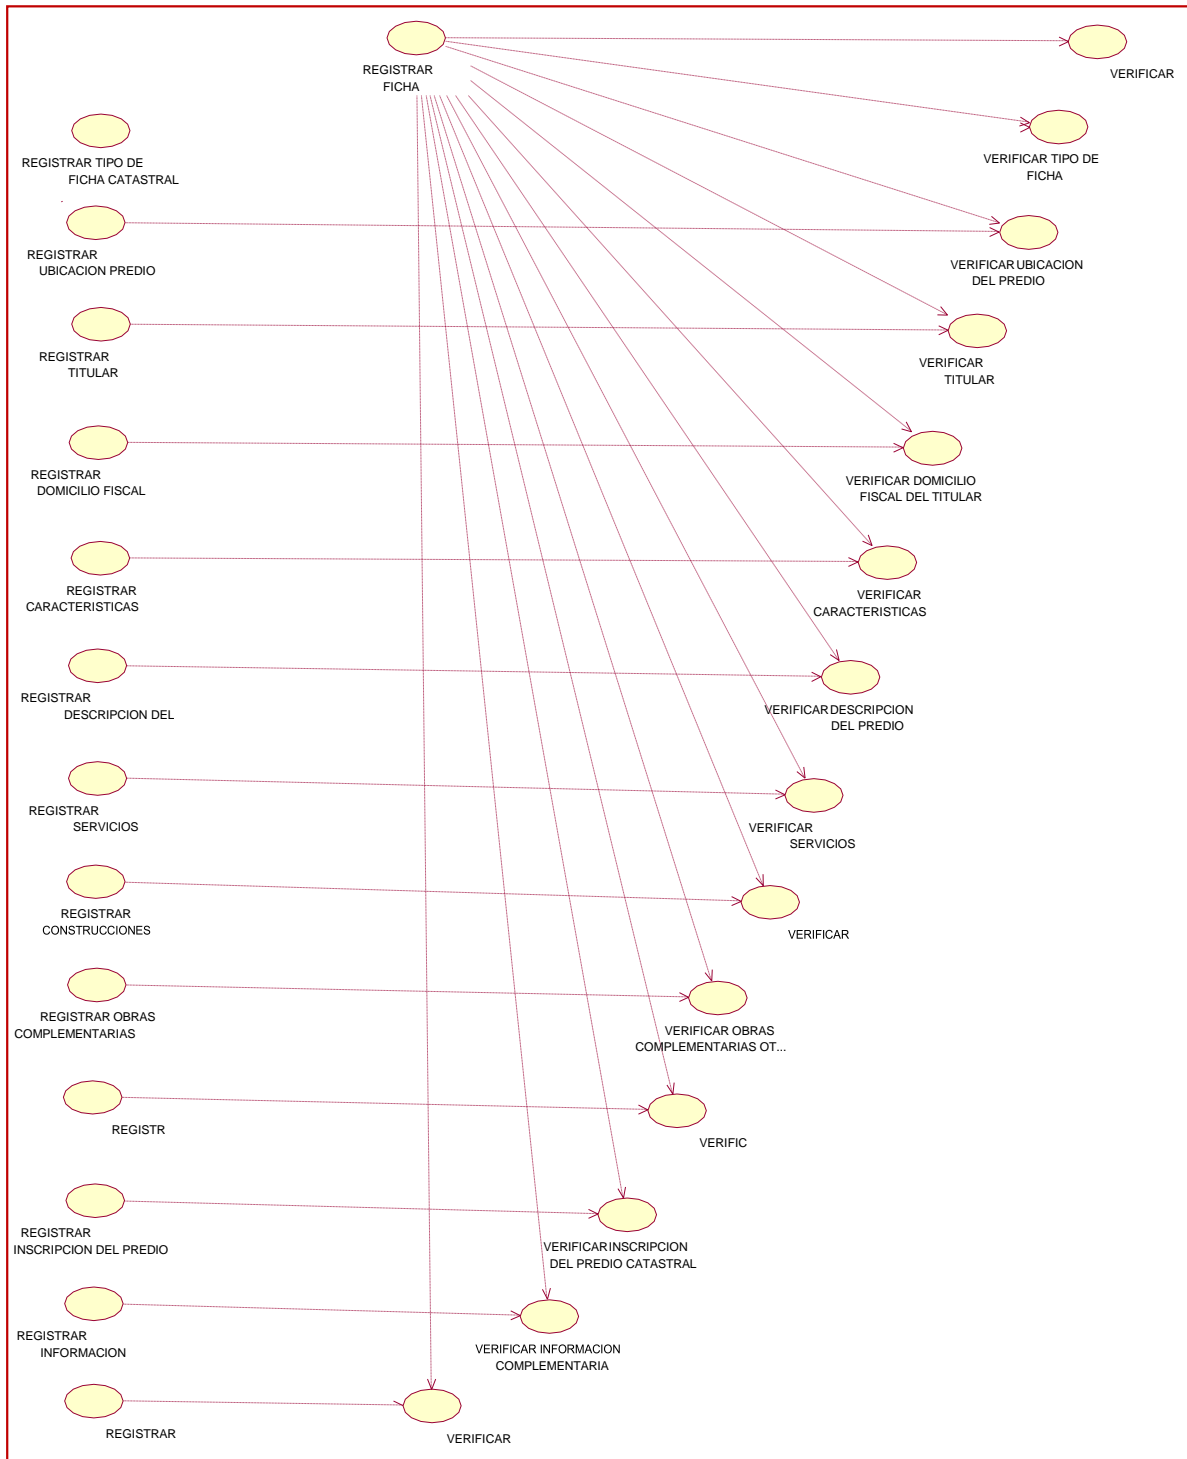 REGISTRAR
FICHA
VERIFICAR
REGISTRAR TIPO DE
FICHA CATASTRAL
VERIFICAR TIPO DE
FICHA
REGISTRAR
UBICACION PREDIO
VERIFICAR UBICACION
DEL PREDIO
REGISTRAR
TITULAR
VERIFICAR
TITULAR
REGISTRAR
DOMICILIO FISCAL
VERIFICAR DOMICILIO
FISCAL DEL TITULAR
REGISTRAR
CARACTERISTICAS
VERIFICAR
CARACTERISTICAS
REGISTRAR
DESCRIPCION DEL
VERIFICAR DESCRIPCION
DEL PREDIO
REGISTRAR
SERVICIOS
VERIFICAR
SERVICIOS
REGISTRAR
CONSTRUCCIONES
VERIFICAR
REGISTRAR OBRAS
COMPLEMENTARIAS
VERIFICAR OBRAS
COMPLEMENTARIAS OT...
REGISTR
VERIFIC
REGISTRAR
INSCRIPCION DEL PREDIO
VERIFICAR INSCRIPCION
DEL PREDIO CATASTRAL
REGISTRAR
INFORMACION
VERIFICAR INFORMACION
COMPLEMENTARIA
REGISTRAR
VERIFICAR